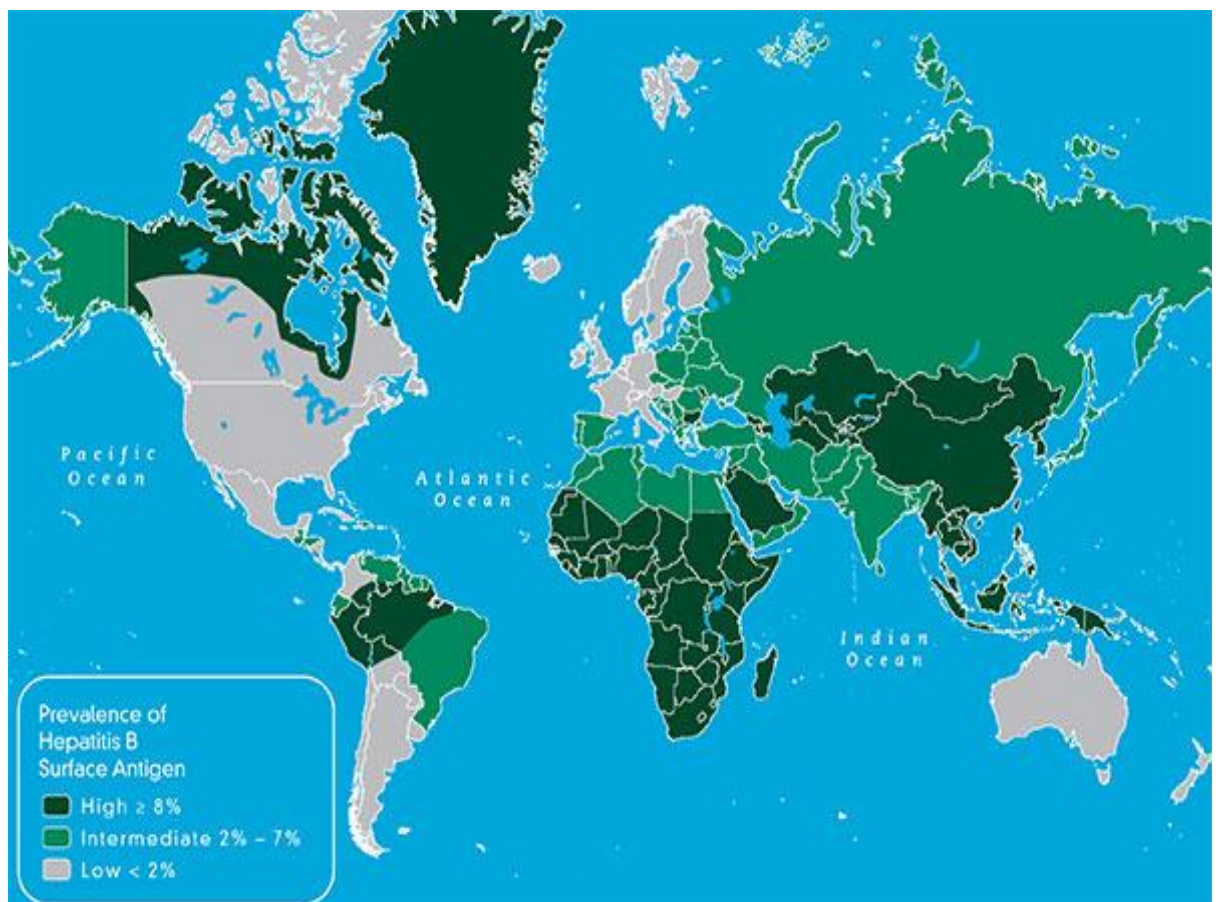 Pacific
Ocean
Atlantic
Ocean
Indian
Ocean
Prevalence of
Hepatitis B
Surface Antigen
High ≥ 8%
Intermediate 2% – 7%
Low < 2%